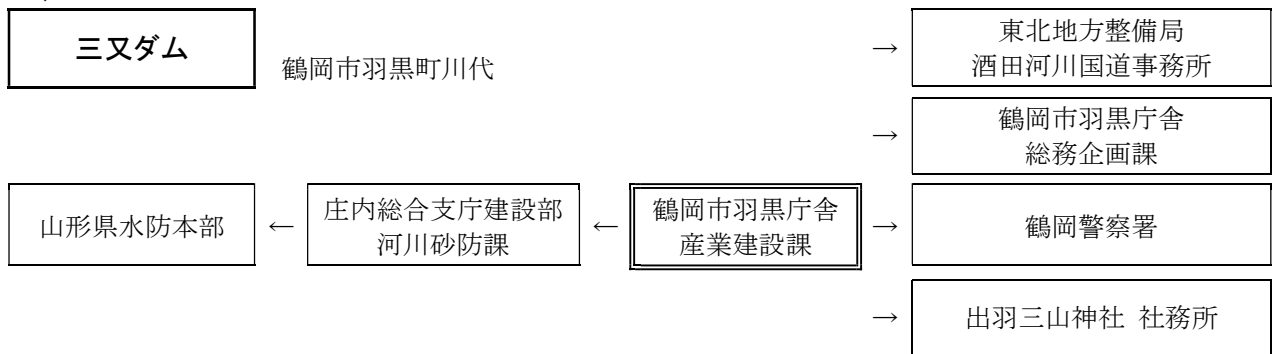 三又ダム
鶴岡市羽黒町川代
→
東北地方整備局
酒田河川国道事務所
→
鶴岡市羽黒庁舎
総務企画課
山形県水防本部
←
庄内総合支庁建設部
河川砂防課
←
鶴岡市羽黒庁舎
産業建設課
→
鶴岡警察署
→
出羽三山神社 社務所